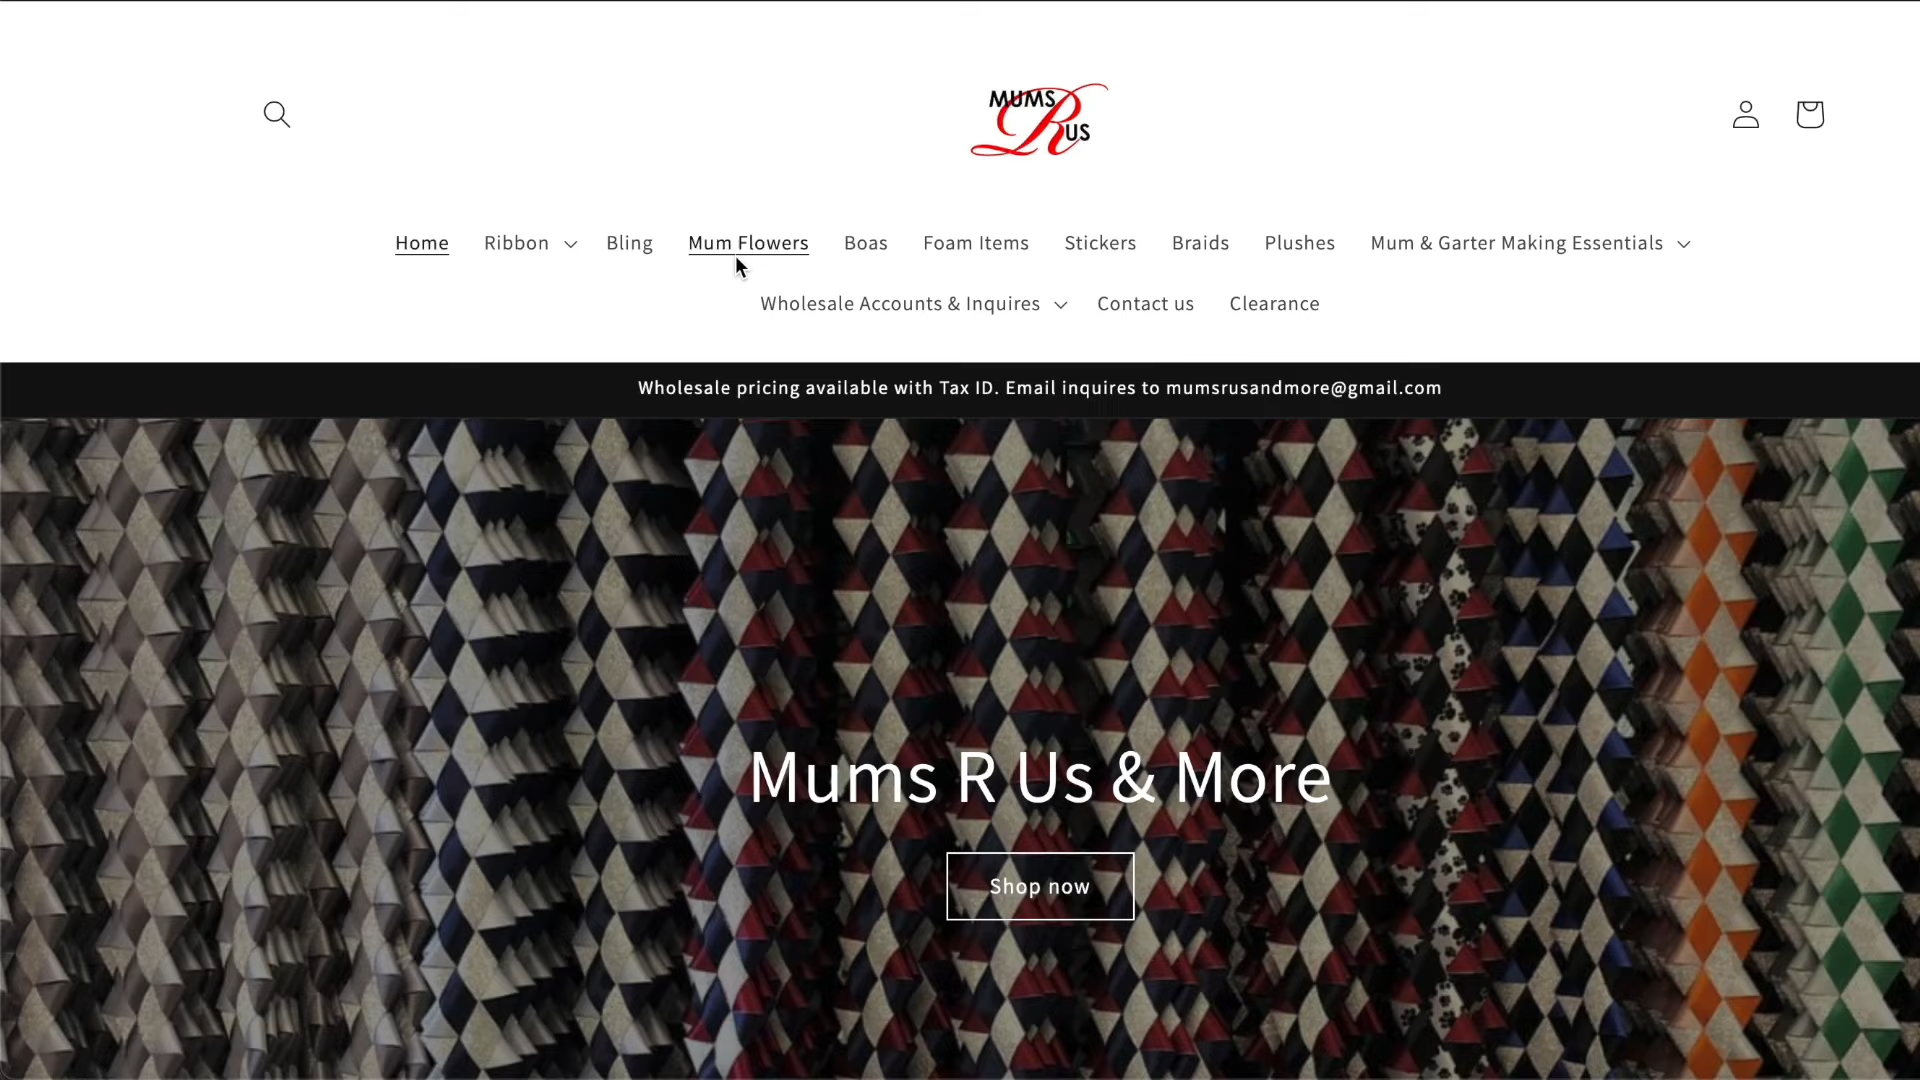 MUMS
R US
Home Ribbon Bling Mum Flowers Boas Foam Items Stickers Braids Plushes Mum & Garter Making Essentials
Wholesale Accounts & Inquires Contact us Clearance
Wholesale pricing available with Tax ID. Email inquires to mumsrusandmore@gmail.com
Mums R Us & More
Shop now